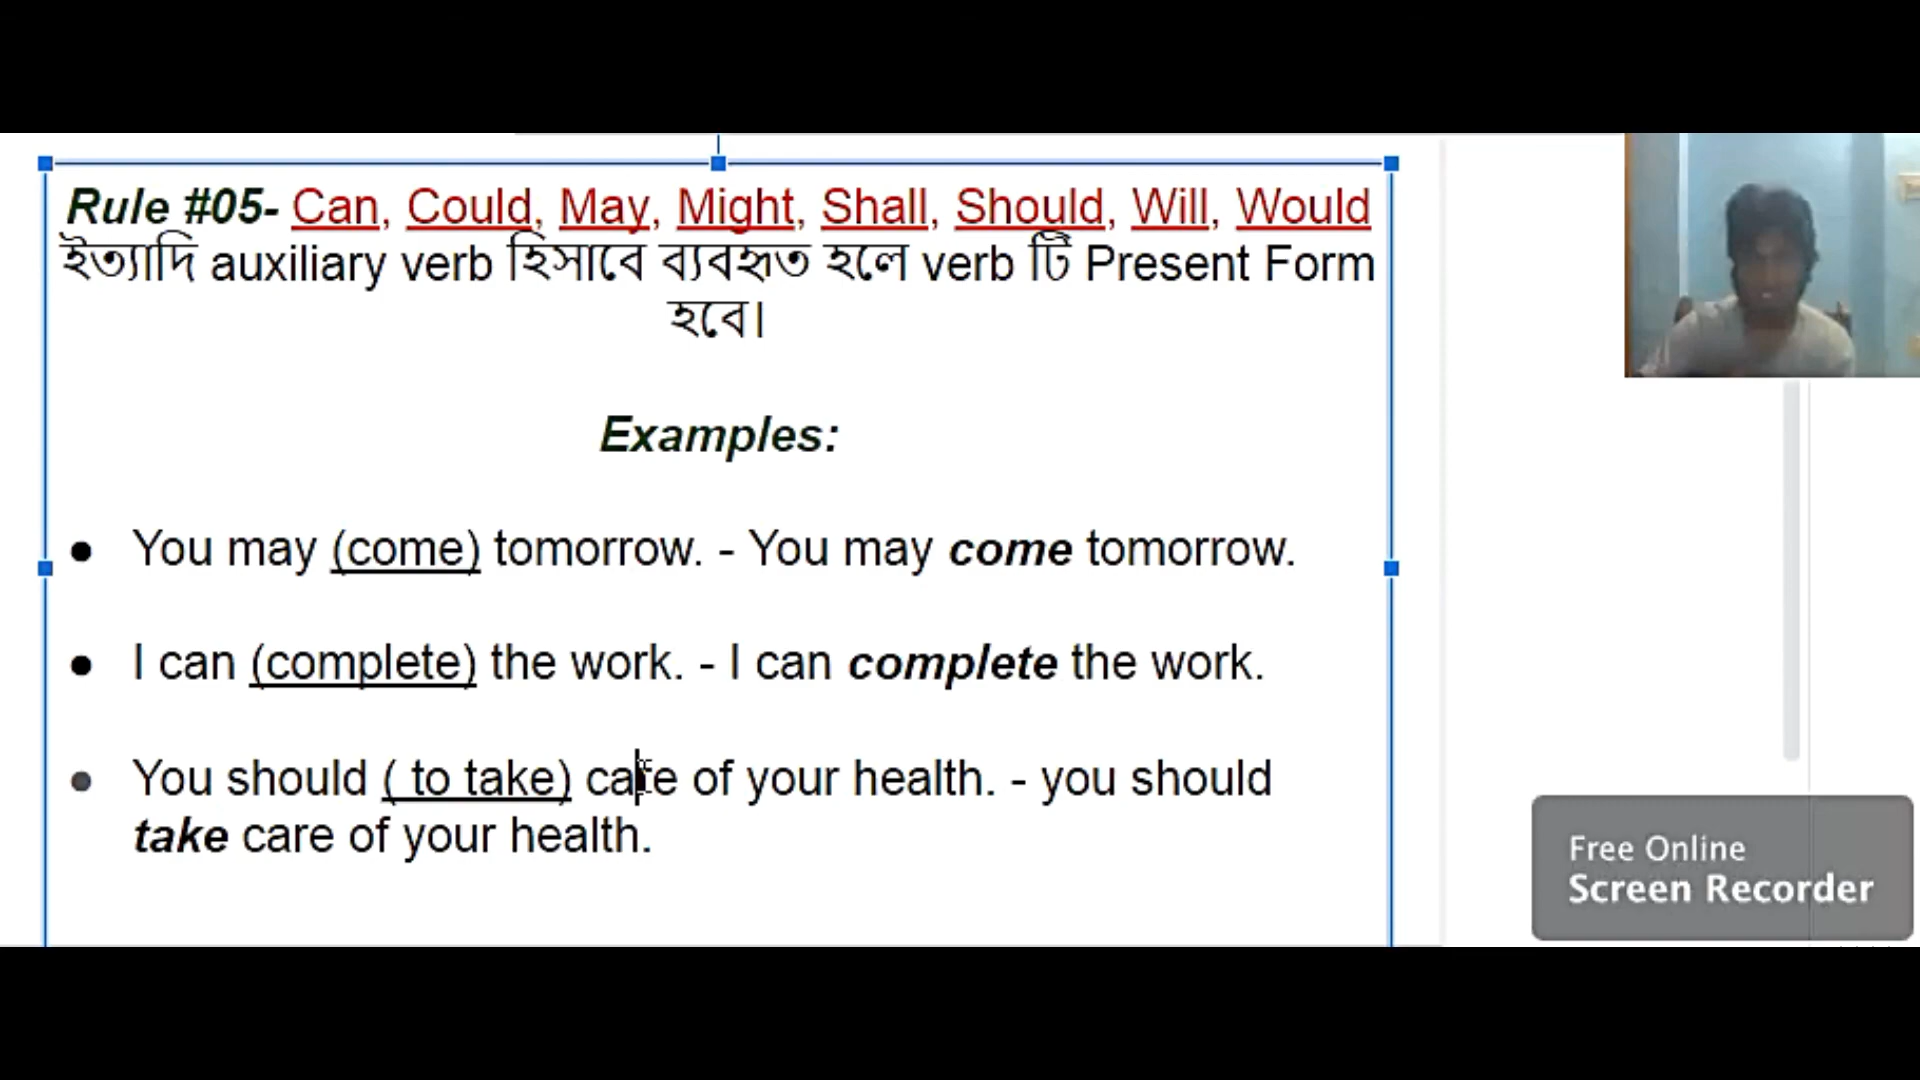 Rule #05- Can, Could, May, Might, Shall, Should, Will, Would
ইত্যাদি auxiliary verb হিসাবে ব্যবহৃত হলে verb টি Present Form
হবে।
Examples:
● You may (come) tomorrow. - You may come tomorrow.
● I can (complete) the work. - I can complete the work.
● You should ( to take) care of your health. - you should
take care of your health.
Free Online
Screen Recorder